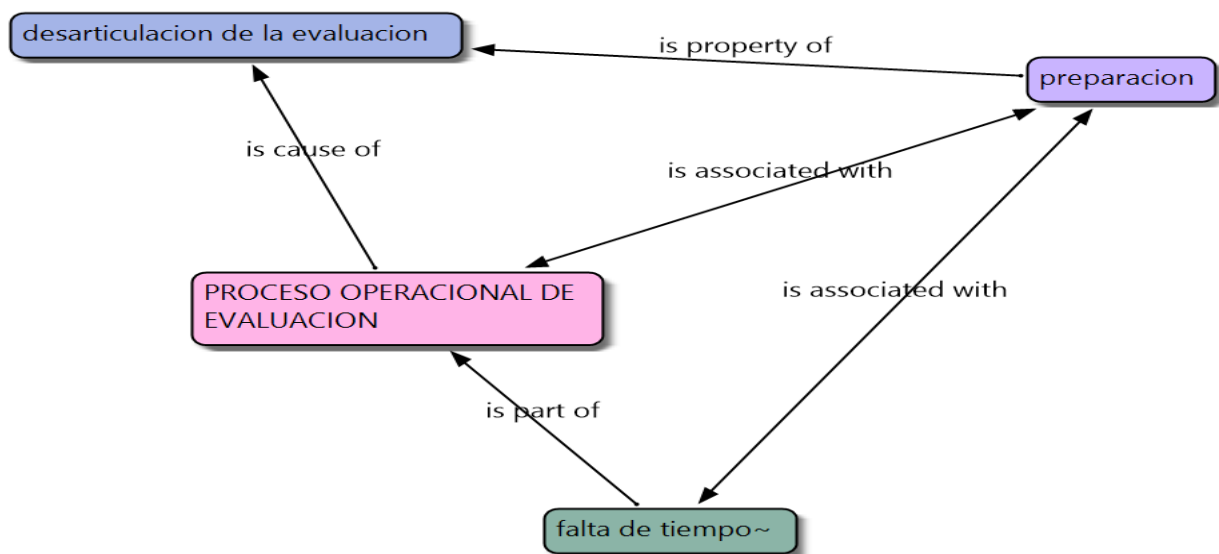 desarticulacion de la evaluacion
is property of
preparacion
is cause of
is associated with
PROCESO OPERACIONAL DE
EVALUACION
is associated with
is part of
falta de tiempo~